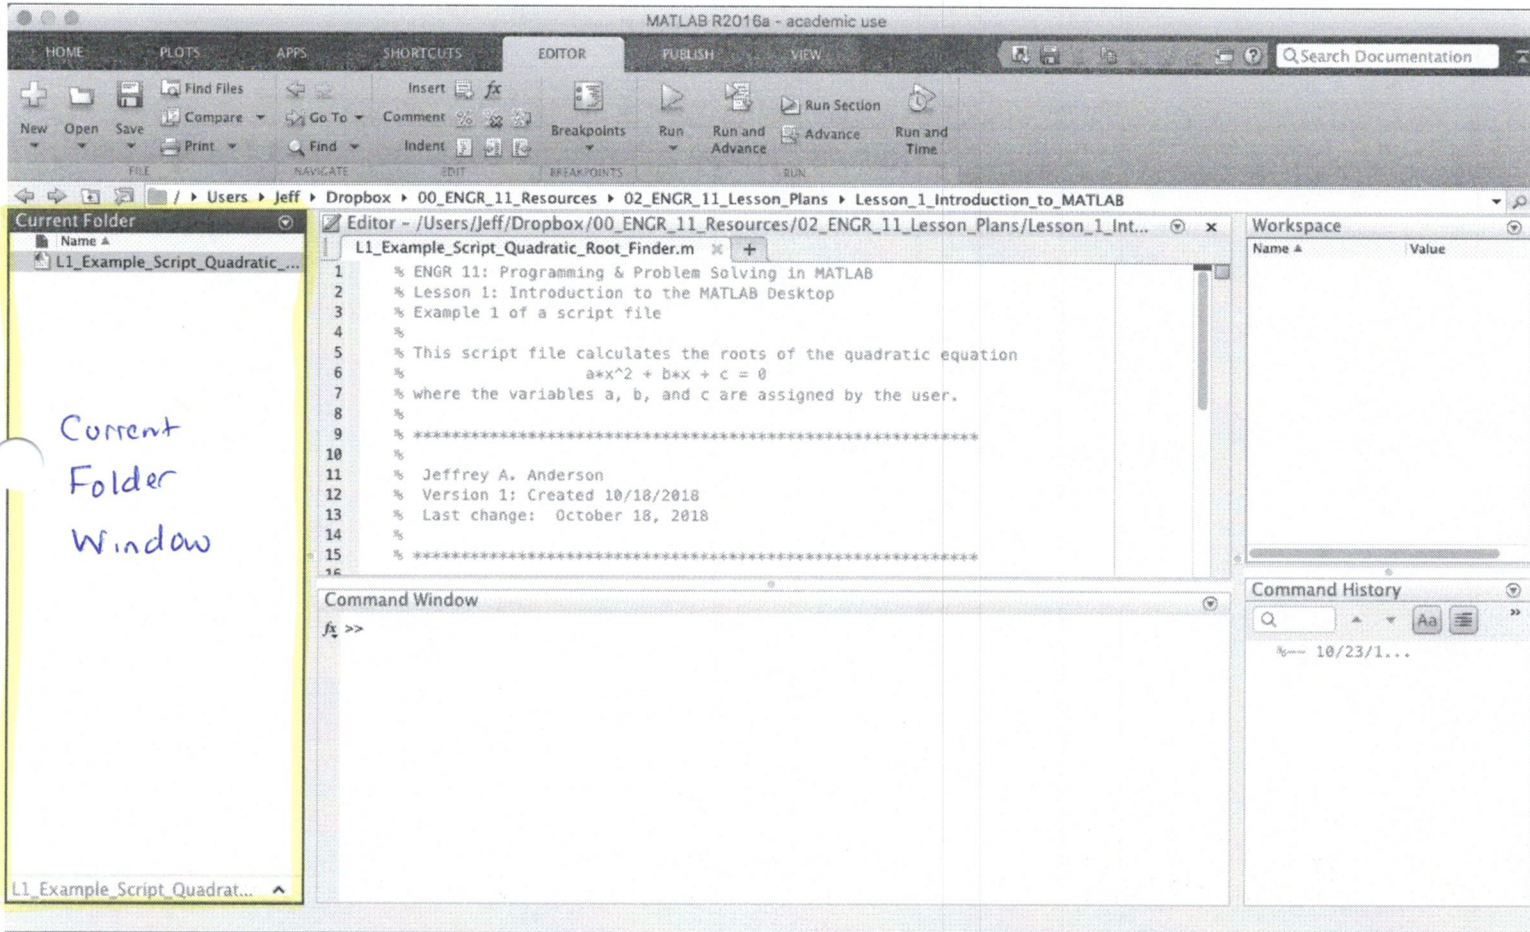 MATLAB R2016a - academic use
HOME PLOTS APPS SHORTCUTS EDITOR PUBLISH VIEW Search Documentation
Find Files Insert fx
Compare Go To Comment Run Section
New Open Save Breakpoints Run Run and Advance Run and
Print Find Indent Advance Time
FILE NAVIGATE EDIT BREAKPOINTS RUN
/ Users Jeff Dropbox 00_ENGR_11_Resources 02_ENGR_11_Lesson_Plans Lesson_1_Introduction_to_MATLAB
Current Folder
Name
L1_Example_Script_Quadratic_...
Current
Folder
Window
L1_Example_Script_Quadrat...
Editor - /Users/Jeff/Dropbox/00_ENGR_11_Resources/02_ENGR_11_Lesson_Plans/Lesson_1_Int...
L1_Example_Script_Quadratic_Root_Finder.m +
1 % ENGR 11: Programming & Problem Solving in MATLAB
2 % Lesson 1: Introduction to the MATLAB Desktop
3 % Example 1 of a script file
4 %
5 % This script file calculates the roots of the quadratic equation
6 % a*x^2 + b*x + c = 0
7 % where the variables a, b, and c are assigned by the user.
8 %
9 % ***********************************************************
10 %
11 % Jeffrey A. Anderson
12 % Version 1: Created 10/18/2018
13 % Last change: October 18, 2018
14 %
15 % ***********************************************************
16
Command Window
fx >>
Workspace
Name Value
Command History
Aa »
%-- 10/23/1...